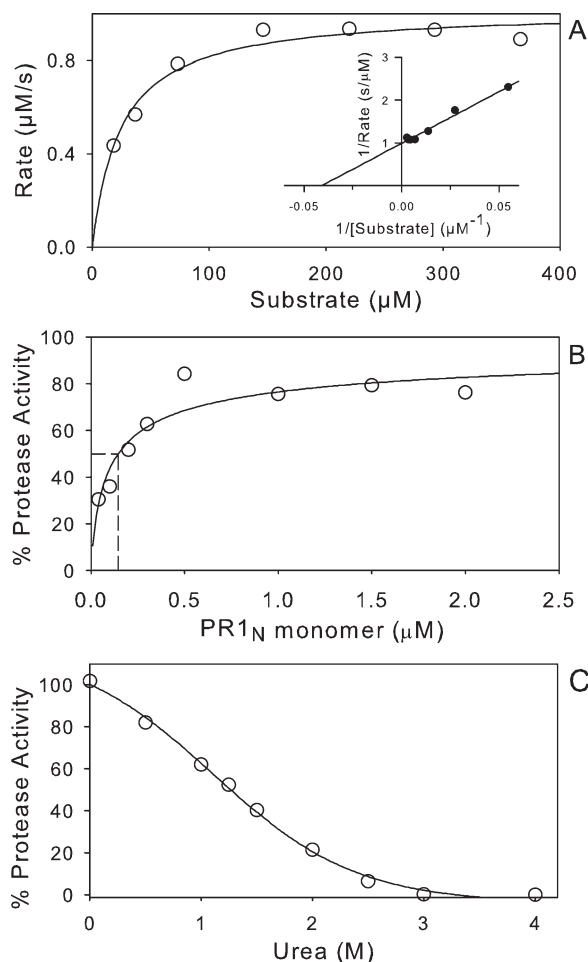 A
0.8
0.4
0.0
Rate (µM/s)
0 100 200 300 400
Substrate (µM)
3
2
1
1/Rate (s/µM)
-0.05 0.00 0.05
1/[Substrate] (µM⁻¹)
B
100
80
60
40
20
0
% Protease Activity
0.0 0.5 1.0 1.5 2.0 2.5
PR1N monomer (µM)
C
100
80
60
40
20
0
% Protease Activity
0 1 2 3 4
Urea (M)